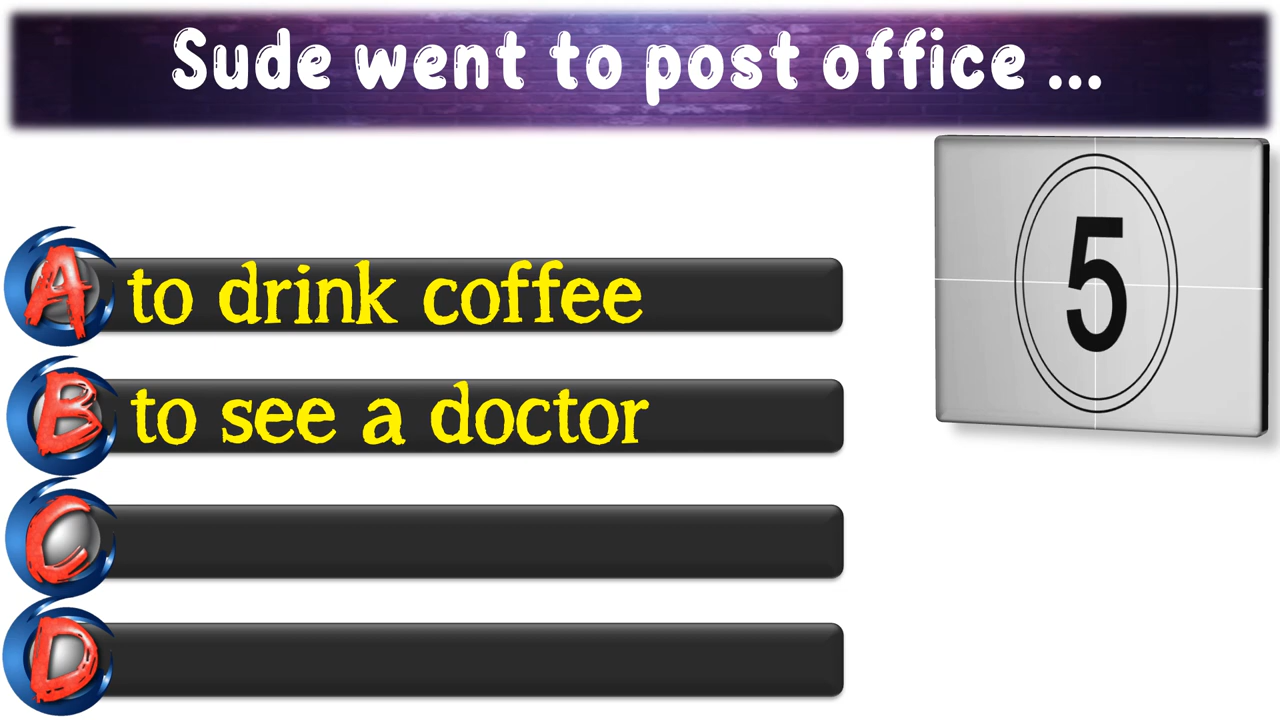 Sude went to post office ...
5
A to drink coffee
B to see a doctor
C
D